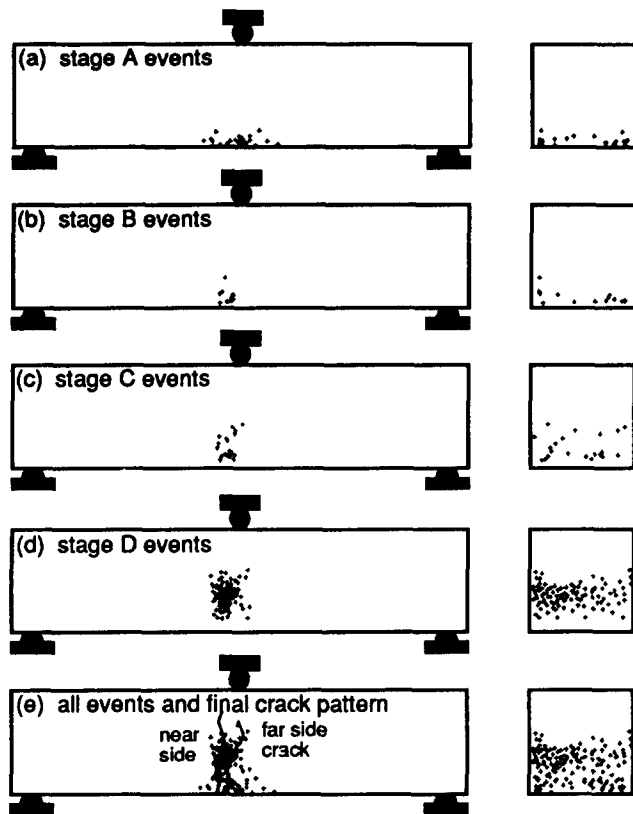 (a) stage A events
(b) stage B events
(c) stage C events
(d) stage D events
(e) all events and final crack pattern
near side
far side crack